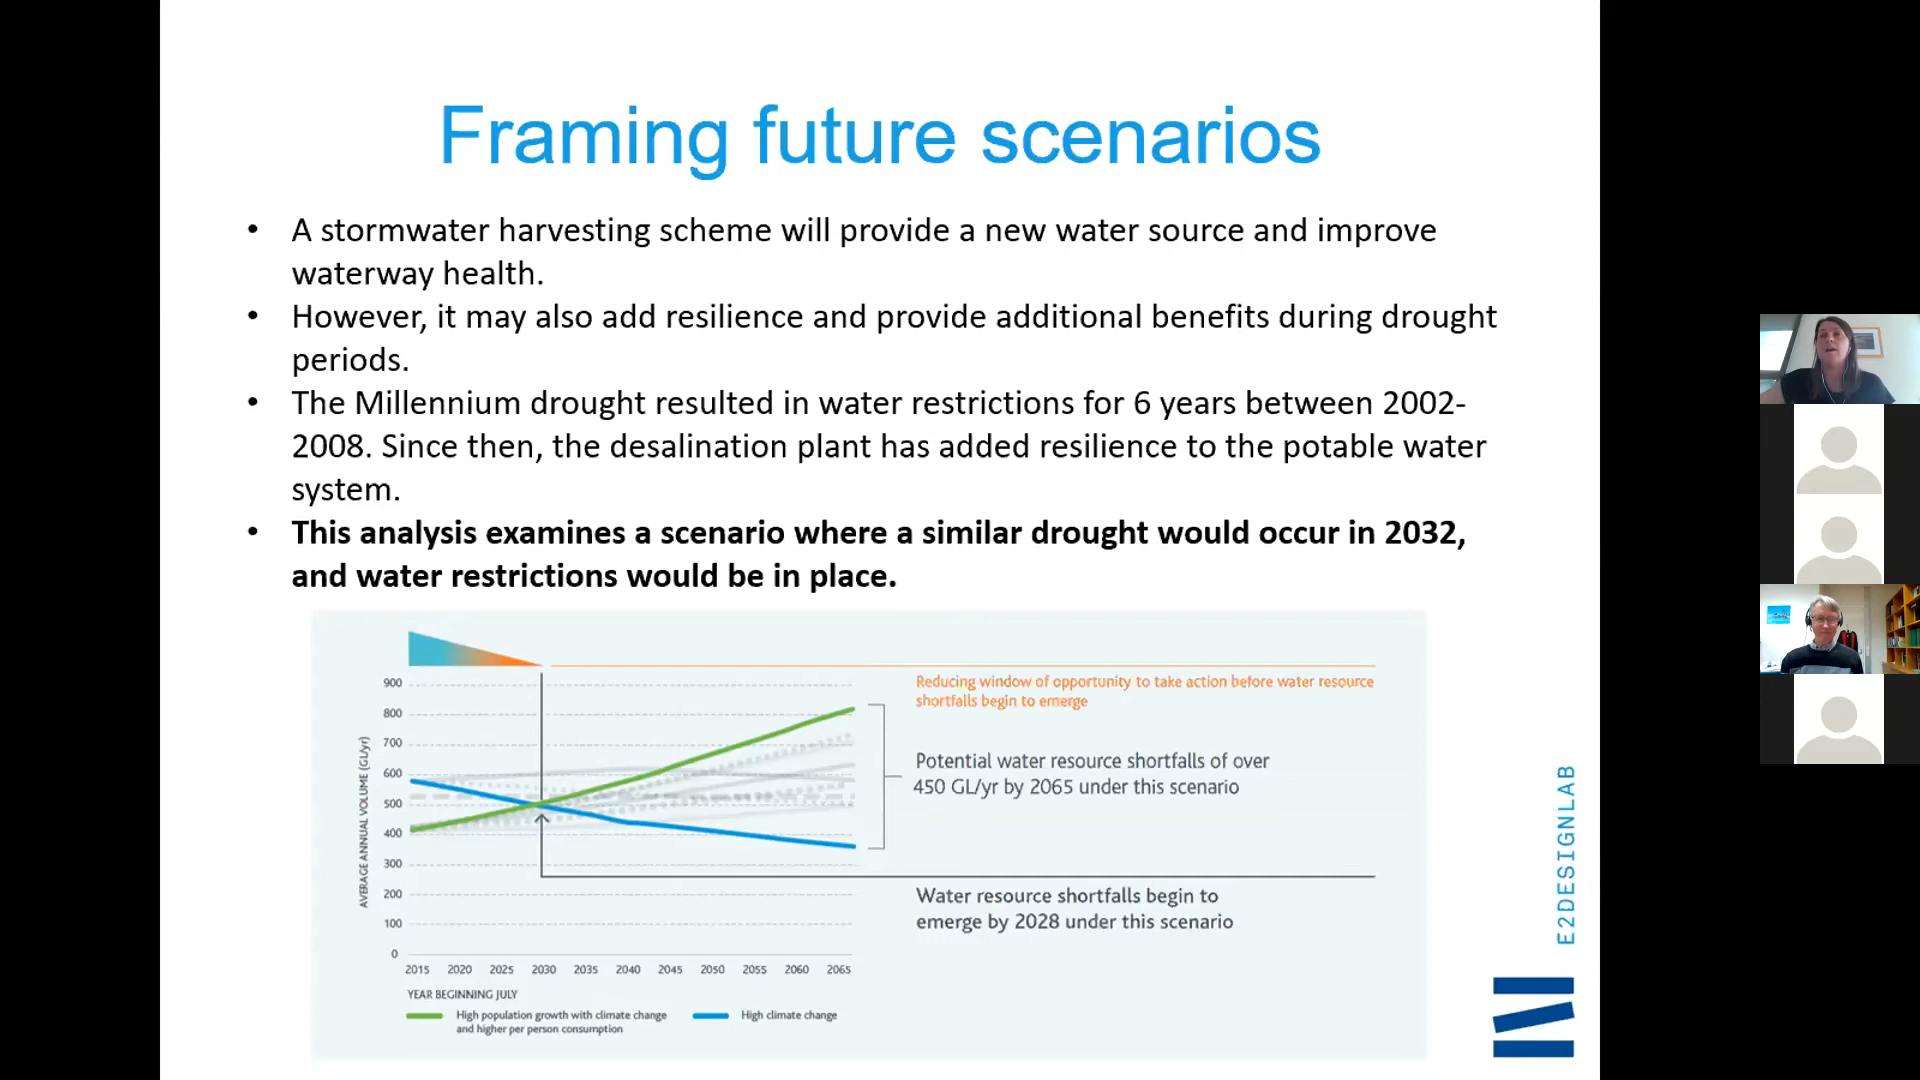 Framing future scenarios
• A stormwater harvesting scheme will provide a new water source and improve
waterway health.
• However, it may also add resilience and provide additional benefits during drought
periods.
• The Millennium drought resulted in water restrictions for 6 years between 2002-
2008. Since then, the desalination plant has added resilience to the potable water
system.
• This analysis examines a scenario where a similar drought would occur in 2032,
and water restrictions would be in place.
Reducing window of opportunity to take action before water resource
shortfalls begin to emerge
Potential water resource shortfalls of over
450 GL/yr by 2065 under this scenario
Water resource shortfalls begin to
emerge by 2028 under this scenario
AVERAGE ANNUAL VOLUME (GL/yr)
900
800
700
600
500
400
300
200
100
0
2015 2020 2025 2030 2035 2040 2045 2050 2055 2060 2065
YEAR BEGINNING JULY
High population growth with climate change
and higher per person consumption
High climate change
E2DESIGNLAB